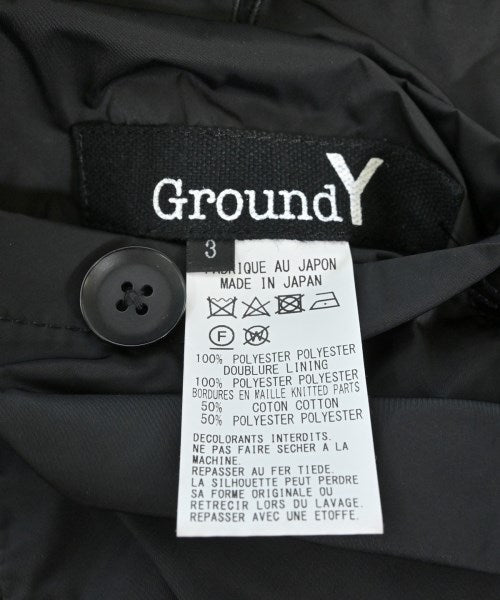 GroundY
3
FABRIQUE AU JAPON
MADE IN JAPAN
F
W
100% POLYESTER POLYESTER
DOUBLURE LINING
100% POLYESTER POLYESTER
BORDURES EN MAILLE KNITTED PARTS
50% COTON COTTON
50% POLYESTER POLYESTER
DECOLORANTS INTERDITS.
NE PAS FAIRE SECHER A LA
MACHINE.
REPASSER AU FER TIEDE.
LA SILHOUETTE PEUT PERDRE
SA FORME ORIGINALE OU
RETRECIR LORS DU LAVAGE.
REPASSER AVEC UNE ETOFFE.